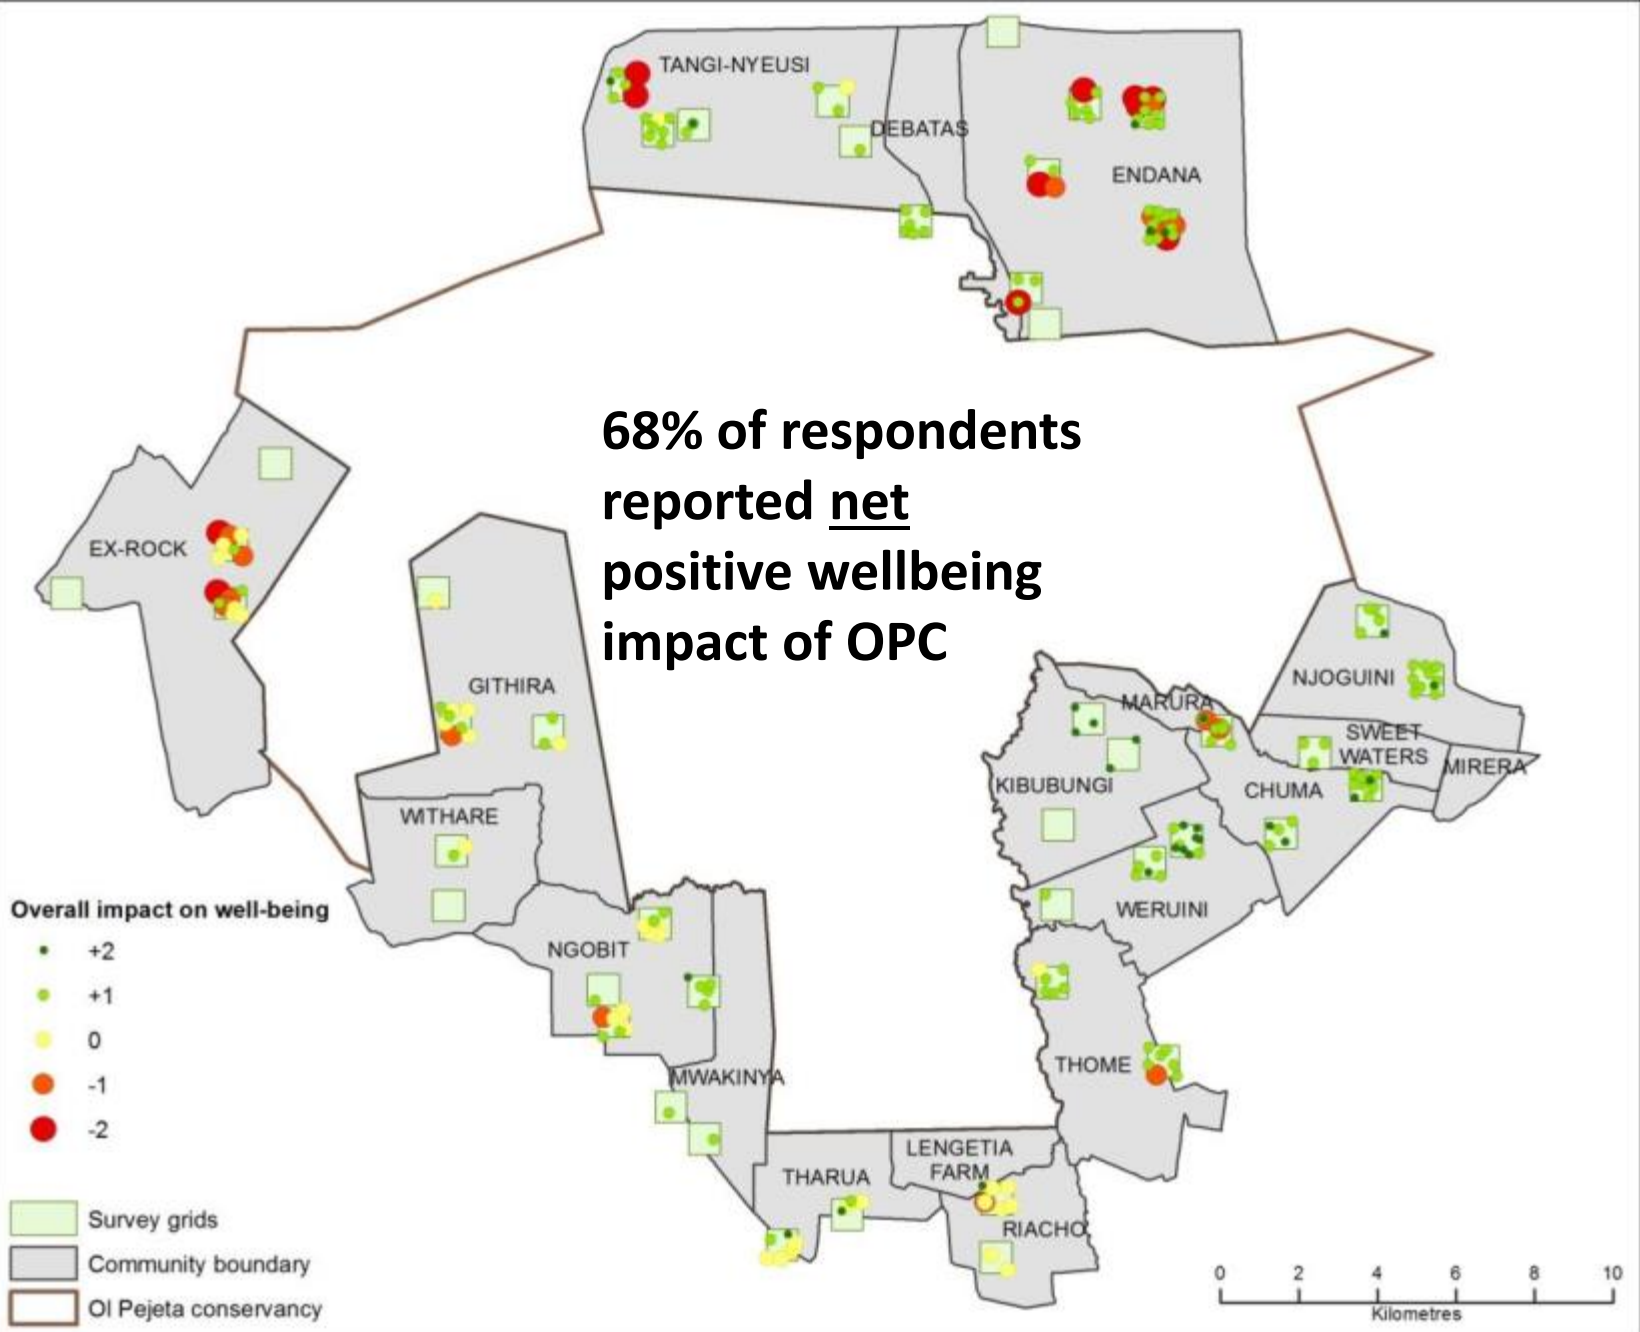 TANGI-NYEUSI
DEBATAS
ENDANA
68% of respondents
reported net
positive wellbeing
impact of OPC
EX-ROCK
GITHIRA
WITHARE
NJOGUINI
MARURA
SWEET
WATERS
MIRERA
KIBUBUNGI
CHUMA
WERUINI
NGOBIT
MWAKINYA
THOME
THARUA
LENGETIA
FARM
RIACHO
Overall impact on well-being
+2
+1
0
-1
-2
Survey grids
Community boundary
Ol Pejeta conservancy
0 2 4 6 8 10
Kilometres